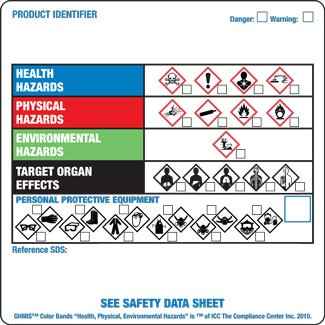 PRODUCT IDENTIFIER
Danger: Warning:
HEALTH
HAZARDS
PHYSICAL
HAZARDS
ENVIRONMENTAL
HAZARDS
TARGET ORGAN
EFFECTS
PERSONAL PROTECTIVE EQUIPMENT
Reference SDS:
SEE SAFETY DATA SHEET
GHMIS™ Color Bands "Health, Physical, Environmental Hazards" is ™ of ICC The Compliance Center Inc. 2010.